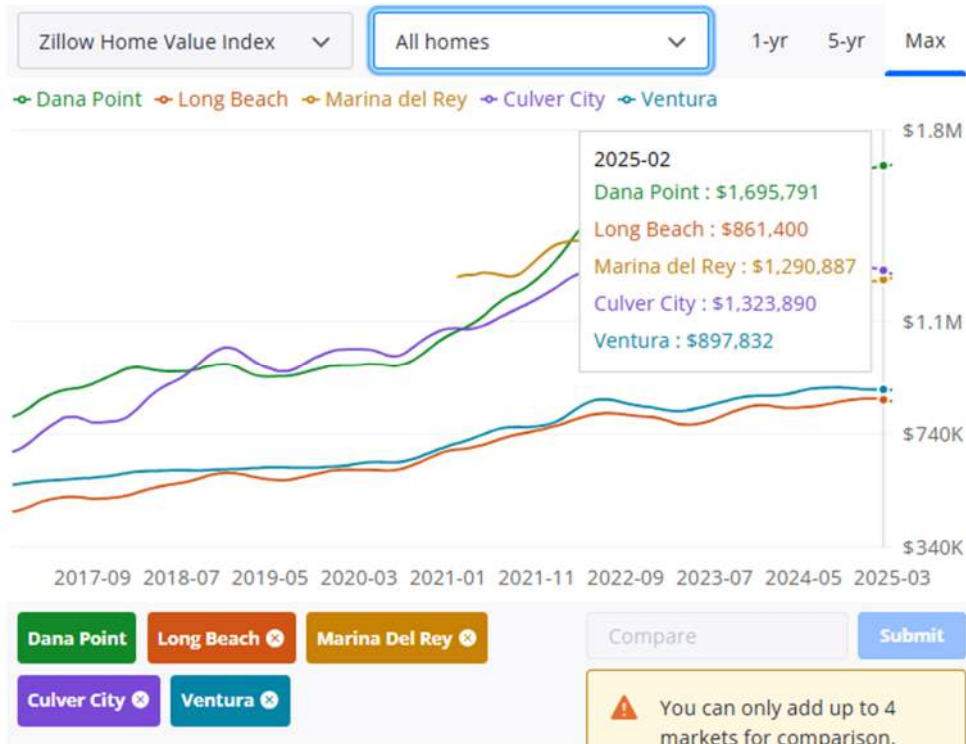 Zillow Home Value Index All homes 1-yr 5-yr Max
Dana Point Long Beach Marina del Rey Culver City Ventura
$1.8M
2025-02
Dana Point : $1,695,791
Long Beach : $861,400
Marina del Rey : $1,290,887
Culver City : $1,323,890
Ventura : $897,832
$1.1M
$740K
$340K
2017-09 2018-07 2019-05 2020-03 2021-01 2021-11 2022-09 2023-07 2024-05 2025-03
Dana Point Long Beach Marina Del Rey Compare Submit
Culver City Ventura
You can only add up to 4
markets for comparison.